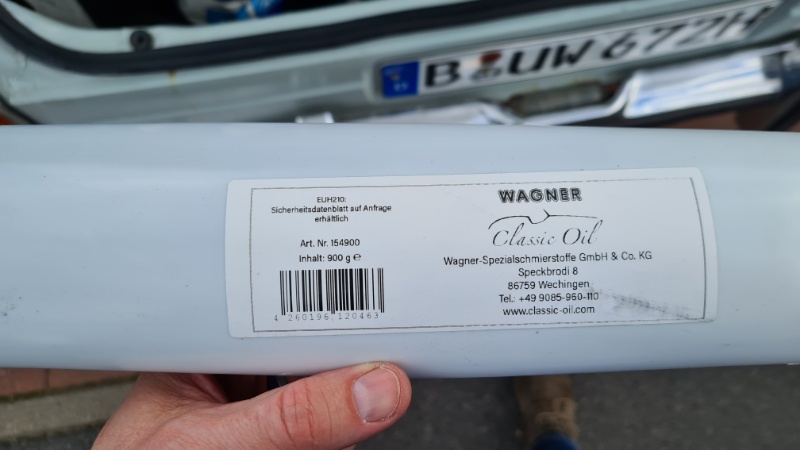 B UW 672H
EUH210:
Sicherheitsdatenblatt auf Anfrage
erhältlich
Art. Nr. 154900
Inhalt: 900 g ℮
4 260196 120463
WAGNER
Classic Oil
Wagner-Spezialschmierstoffe GmbH & Co. KG
Speckbrodi 8
86759 Wechingen
Tel.: +49 9085-960-110
www.classic-oil.com